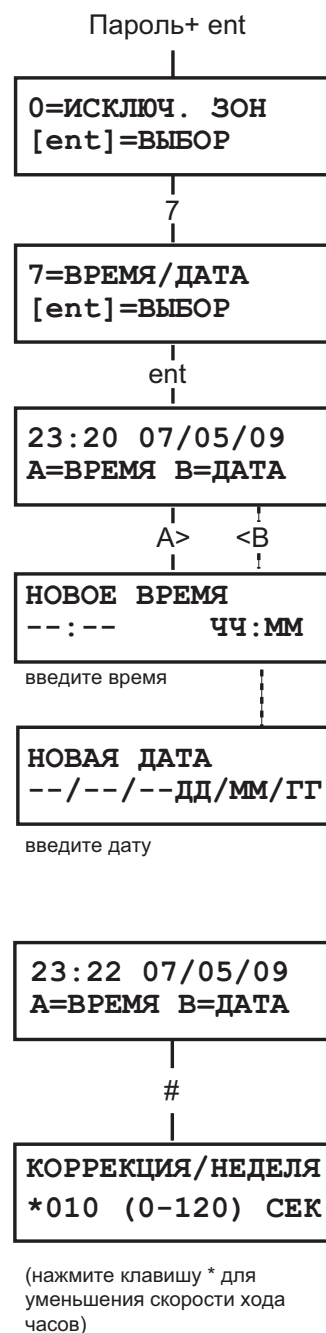 Пароль+ ent
0=ИСКЛЮЧ. ЗОН
[ent]=ВЫБОР
7
7=ВРЕМЯ/ДАТА
[ent]=ВЫБОР
ent
23:20 07/05/09
А=ВРЕМЯ В=ДАТА
A> <B
НОВОЕ ВРЕМЯ
--:-- ЧЧ:ММ
введите время
НОВАЯ ДАТА
--/--/--ДД/ММ/ГГ
введите дату
23:22 07/05/09
А=ВРЕМЯ В=ДАТА
#
КОРРЕКЦИЯ/НЕДЕЛЯ
*010 (0-120) СЕК
(нажмите клавишу * для
уменьшения скорости хода
часов)